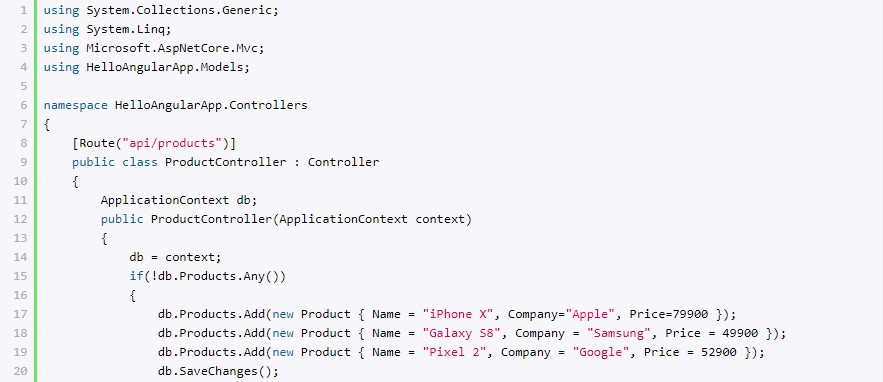 1 using System.Collections.Generic;
2 using System.Linq;
3 using Microsoft.AspNetCore.Mvc;
4 using HelloAngularApp.Models;
5
6 namespace HelloAngularApp.Controllers
7 {
8 [Route("api/products")]
9 public class ProductController : Controller
10 {
11 ApplicationContext db;
12 public ProductController(ApplicationContext context)
13 {
14 db = context;
15 if(!db.Products.Any())
16 {
17 db.Products.Add(new Product { Name = "iPhone X", Company="Apple", Price=79900 });
18 db.Products.Add(new Product { Name = "Galaxy S8", Company = "Samsung", Price = 49900 });
19 db.Products.Add(new Product { Name = "Pixel 2", Company = "Google", Price = 52900 });
20 db.SaveChanges();